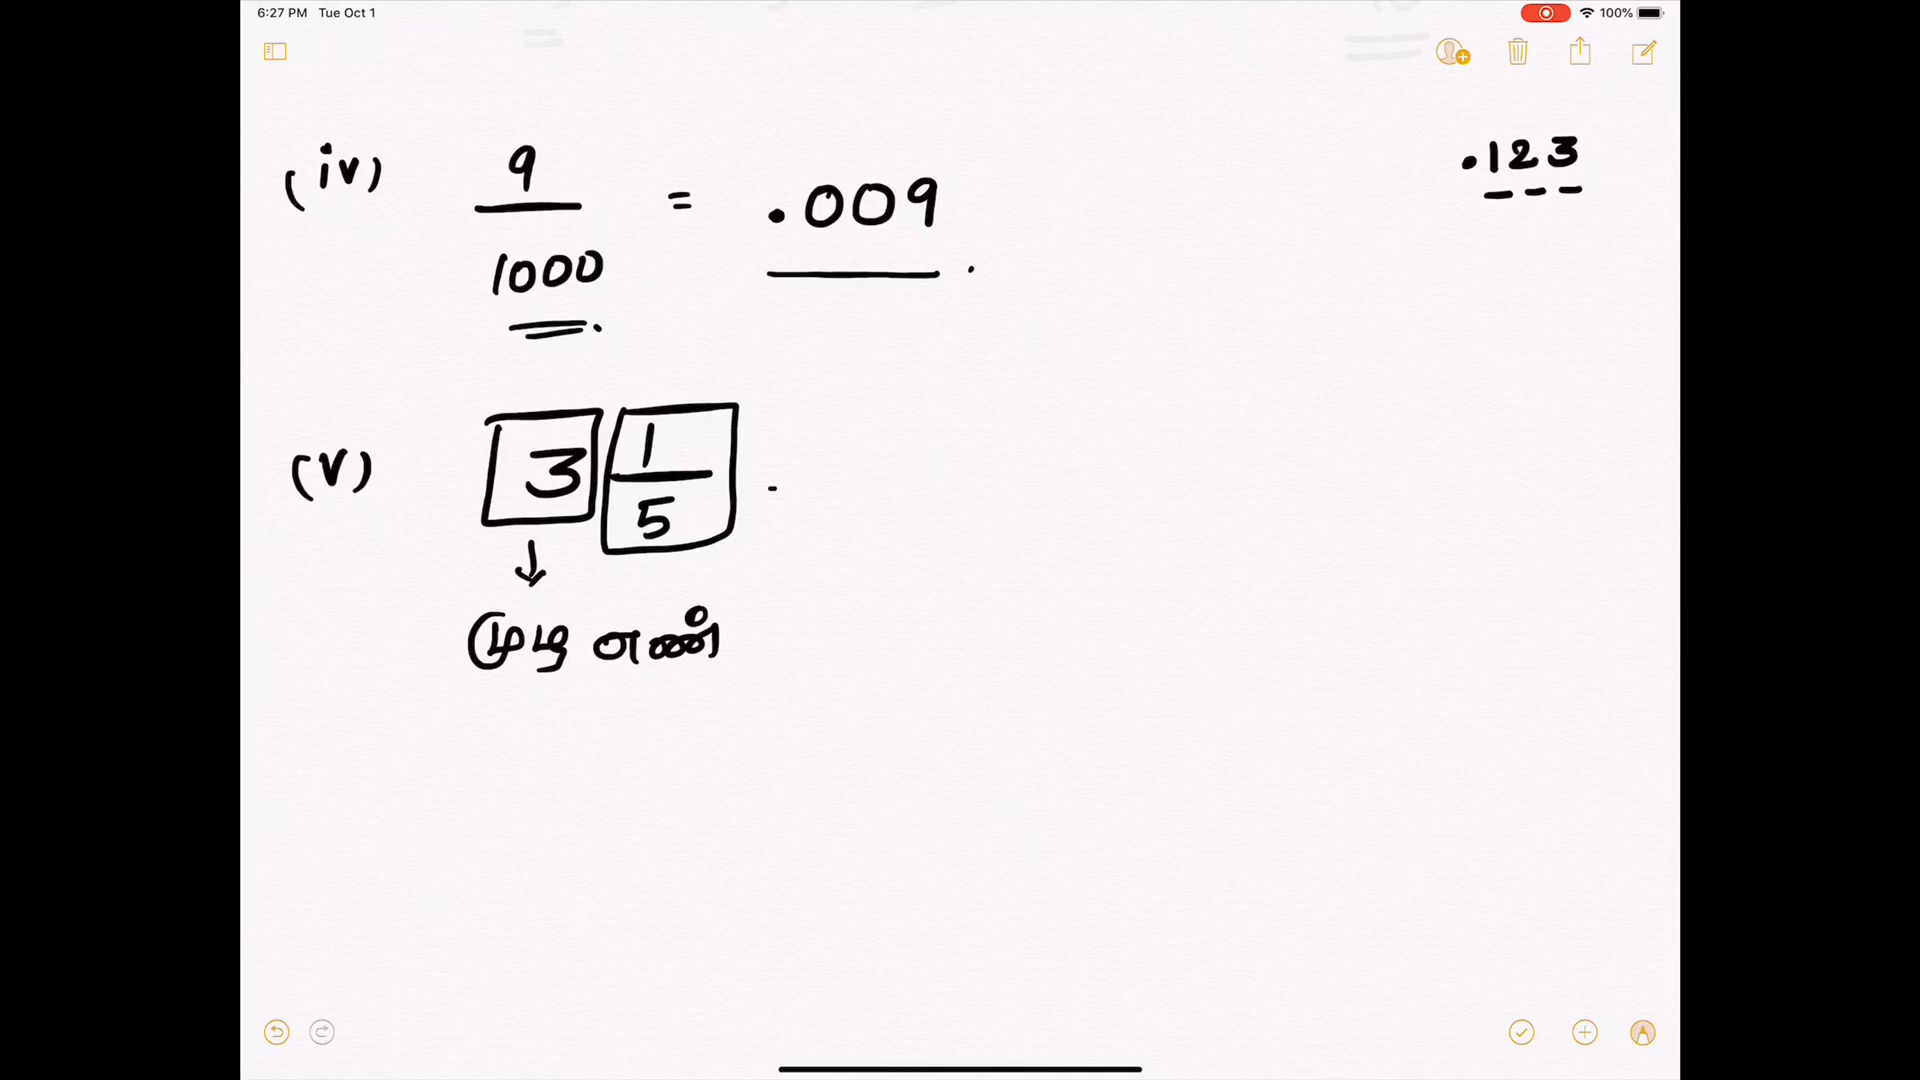 6:27 PM Tue Oct 1 100%
(iv) 9/1000 = .009 .
.123
(v) 3 1/5 -
↓
முழு எண்